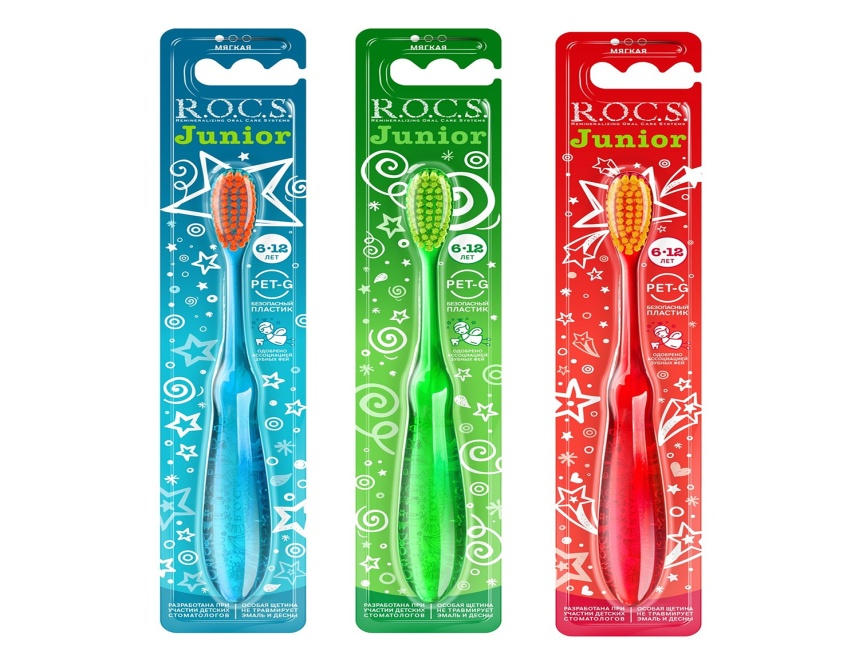 МЯГКАЯ
R.O.C.S.
REMINERALIZING ORAL CARE SYSTEMS
Junior
6-12
ЛЕТ
PET-G
БЕЗОПАСНЫЙ
ПЛАСТИК
ОДОБРЕНО
АССОЦИАЦИЕЙ
ЗУБНЫХ ФЕЙ
РАЗРАБОТАНА ПРИ
УЧАСТИИ ДЕТСКИХ
СТОМАТОЛОГОВ
ОСОБАЯ ЩЕТИНА
НЕ ТРАВМИРУЕТ
ЭМАЛЬ И ДЕСНЫ
МЯГКАЯ
R.O.C.S.
REMINERALIZING ORAL CARE SYSTEMS
Junior
6-12
ЛЕТ
PET-G
БЕЗОПАСНЫЙ
ПЛАСТИК
ОДОБРЕНО
АССОЦИАЦИЕЙ
ЗУБНЫХ ФЕЙ
РАЗРАБОТАНА ПРИ
УЧАСТИИ ДЕТСКИХ
СТОМАТОЛОГОВ
ОСОБАЯ ЩЕТИНА
НЕ ТРАВМИРУЕТ
ЭМАЛЬ И ДЕСНЫ
МЯГКАЯ
R.O.C.S.
REMINERALIZING ORAL CARE SYSTEMS
Junior
6-12
ЛЕТ
PET-G
БЕЗОПАСНЫЙ
ПЛАСТИК
ОДОБРЕНО
АССОЦИАЦИЕЙ
ЗУБНЫХ ФЕЙ
РАЗРАБОТАНА ПРИ
УЧАСТИИ ДЕТСКИХ
СТОМАТОЛОГОВ
ОСОБАЯ ЩЕТИНА
НЕ ТРАВМИРУЕТ
ЭМАЛЬ И ДЕСНЫ